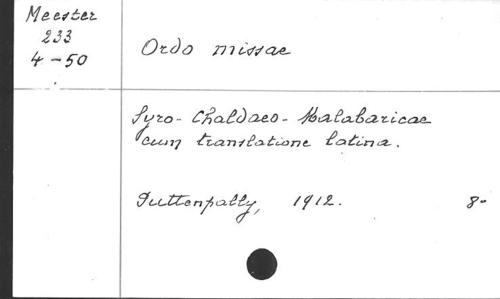 Meester
233
4-50
Ordo missae
Syro-Chaldaeo-Malabaricae
cum translatione latina.
Puttenpally, 1912. 8-